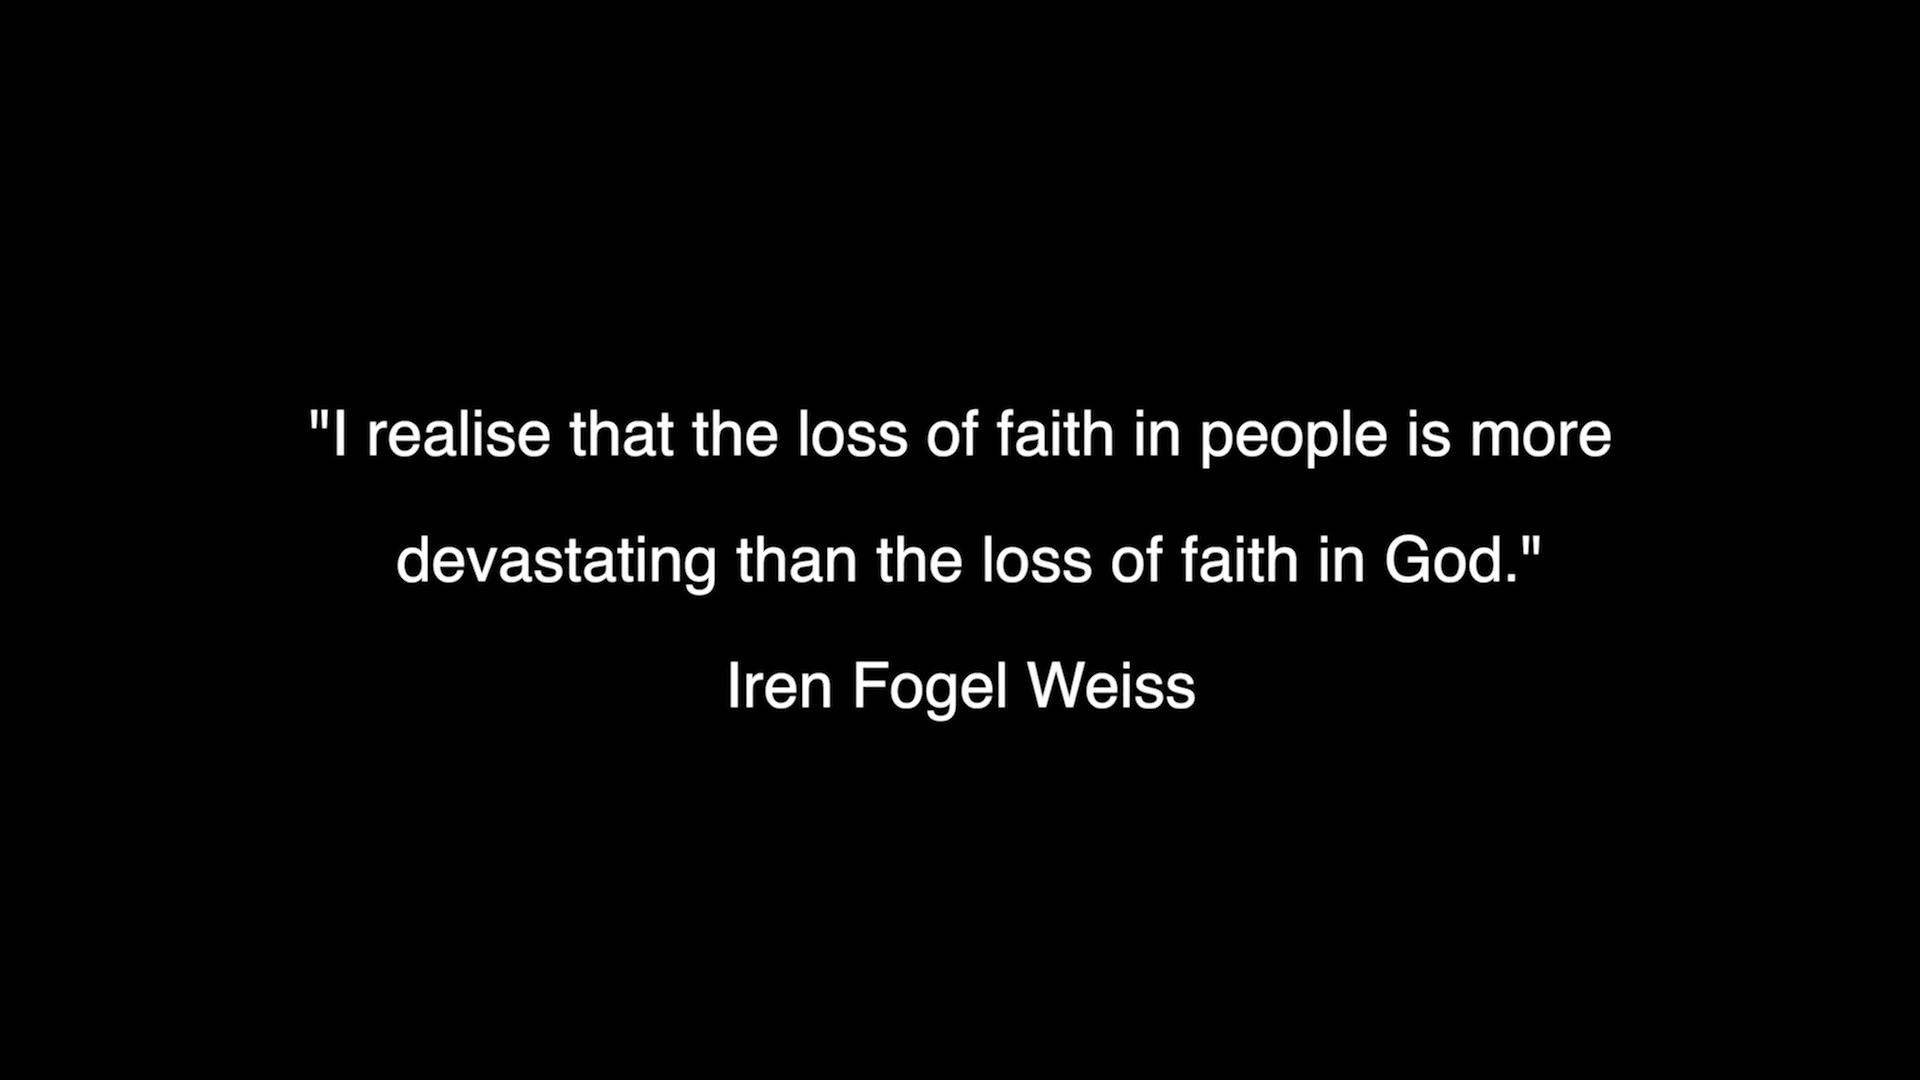 "I realise that the loss of faith in people is more
devastating than the loss of faith in God."
Iren Fogel Weiss